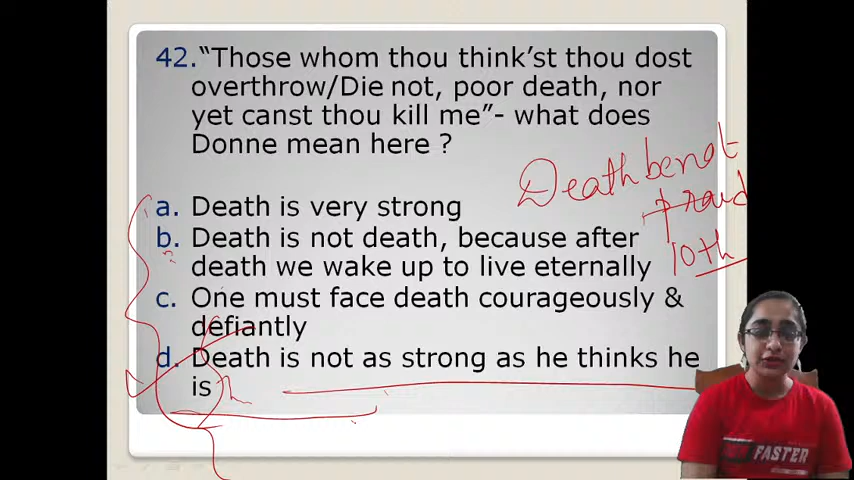 42.“Those whom thou think’st thou dost
overthrow/Die not, poor death, nor
yet canst thou kill me”- what does
Donne mean here ?
Death be not
proud
10th
a. Death is very strong
b. Death is not death, because after
death we wake up to live eternally
c. One must face death courageously &
defiantly
d. Death is not as strong as he thinks he
is
FASTER